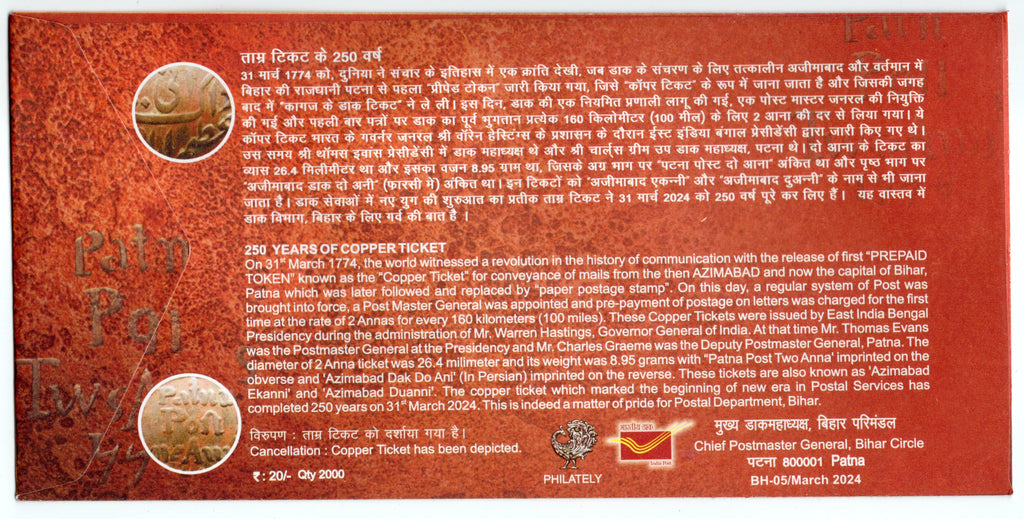 ताम्र टिकट के 250 वर्ष
31 मार्च 1774 को, दुनिया ने संचार के इतिहास में एक क्रांति देखी, जब डाक के संचरण के लिए तत्कालीन अजीमाबाद और वर्तमान में
बिहार की राजधानी पटना से पहला "प्रीपेड टोकन" जारी किया गया, जिसे "कॉपर टिकट" के रूप में जाना जाता है और जिसकी जगह
बाद में "कागज के डाक टिकट" ने ले ली। इस दिन, डाक की एक नियमित प्रणाली लागू की गई, एक पोस्ट मास्टर जनरल की नियुक्ति
की गई और पहली बार पत्रों पर डाक का पूर्व भुगतान प्रत्येक 160 किलोमीटर (100 मील) के लिए 2 आना की दर से लिया गया। ये
कॉपर टिकट भारत के गवर्नर जनरल श्री वॉरेन हेस्टिंग्स के प्रशासन के दौरान ईस्ट इंडिया बंगाल प्रेसीडेंसी द्वारा जारी किए गए थे।
उस समय श्री थॉमस इवांस प्रेसीडेंसी में डाक महाध्यक्ष थे और श्री चार्ल्स ग्रीम उप डाक महाध्यक्ष, पटना थे। दो आना के टिकट का
व्यास 26.4 मिलीमीटर था और इसका वजन 8.95 ग्राम था, जिसके अग्र भाग पर "पटना पोस्ट दो आना" अंकित था और पृष्ठ भाग पर
"अजीमाबाद डाक दो अनी" (फारसी में) अंकित था। इन टिकटों को "अजीमाबाद एकन्नी" और "अजीमाबाद दुअन्नी" के नाम से भी जाना
जाता है। डाक सेवाओं में नए युग की शुरुआत का प्रतीक ताम्र टिकट ने 31 मार्च 2024 को 250 वर्ष पूरे कर लिए हैं। यह वास्तव में
डाक विभाग, बिहार के लिए गर्व की बात है ।
250 YEARS OF COPPER TICKET
On 31st March 1774, the world witnessed a revolution in the history of communication with the release of first "PREPAID
TOKEN" known as the "Copper Ticket" for conveyance of mails from the then AZIMABAD and now the capital of Bihar,
Patna which was later followed and replaced by "paper postage stamp". On this day, a regular system of Post was
brought into force, a Post Master General was appointed and pre-payment of postage on letters was charged for the first
time at the rate of 2 Annas for every 160 kilometers (100 miles). These Copper Tickets were issued by East India Bengal
Presidency during the administration of Mr. Warren Hastings, Governor General of India. At that time Mr. Thomas Evans
was the Postmaster General at the Presidency and Mr. Charles Graeme was the Deputy Postmaster General, Patna. The
diameter of 2 Anna ticket was 26.4 milimeter and its weight was 8.95 grams with "Patna Post Two Anna' imprinted on the
obverse and 'Azimabad Dak Do Ani' (In Persian) imprinted on the reverse. These tickets are also known as 'Azimabad
Ekanni' and 'Azimabad Duanni'. The copper ticket which marked the beginning of new era in Postal Services has
completed 250 years on 31st March 2024. This is indeed a matter of pride for Postal Department, Bihar.
विरुपण : ताम्र टिकट को दर्शाया गया है।
Cancellation : Copper Ticket has been depicted.
₹ : 20/- Qty 2000
PHILATELY
भारतीय डाक
India Post
मुख्य डाकमहाध्यक्ष, बिहार परिमंडल
Chief Postmaster General, Bihar Circle
पटना 800001 Patna
BH-05/March 2024
Patn
Poj